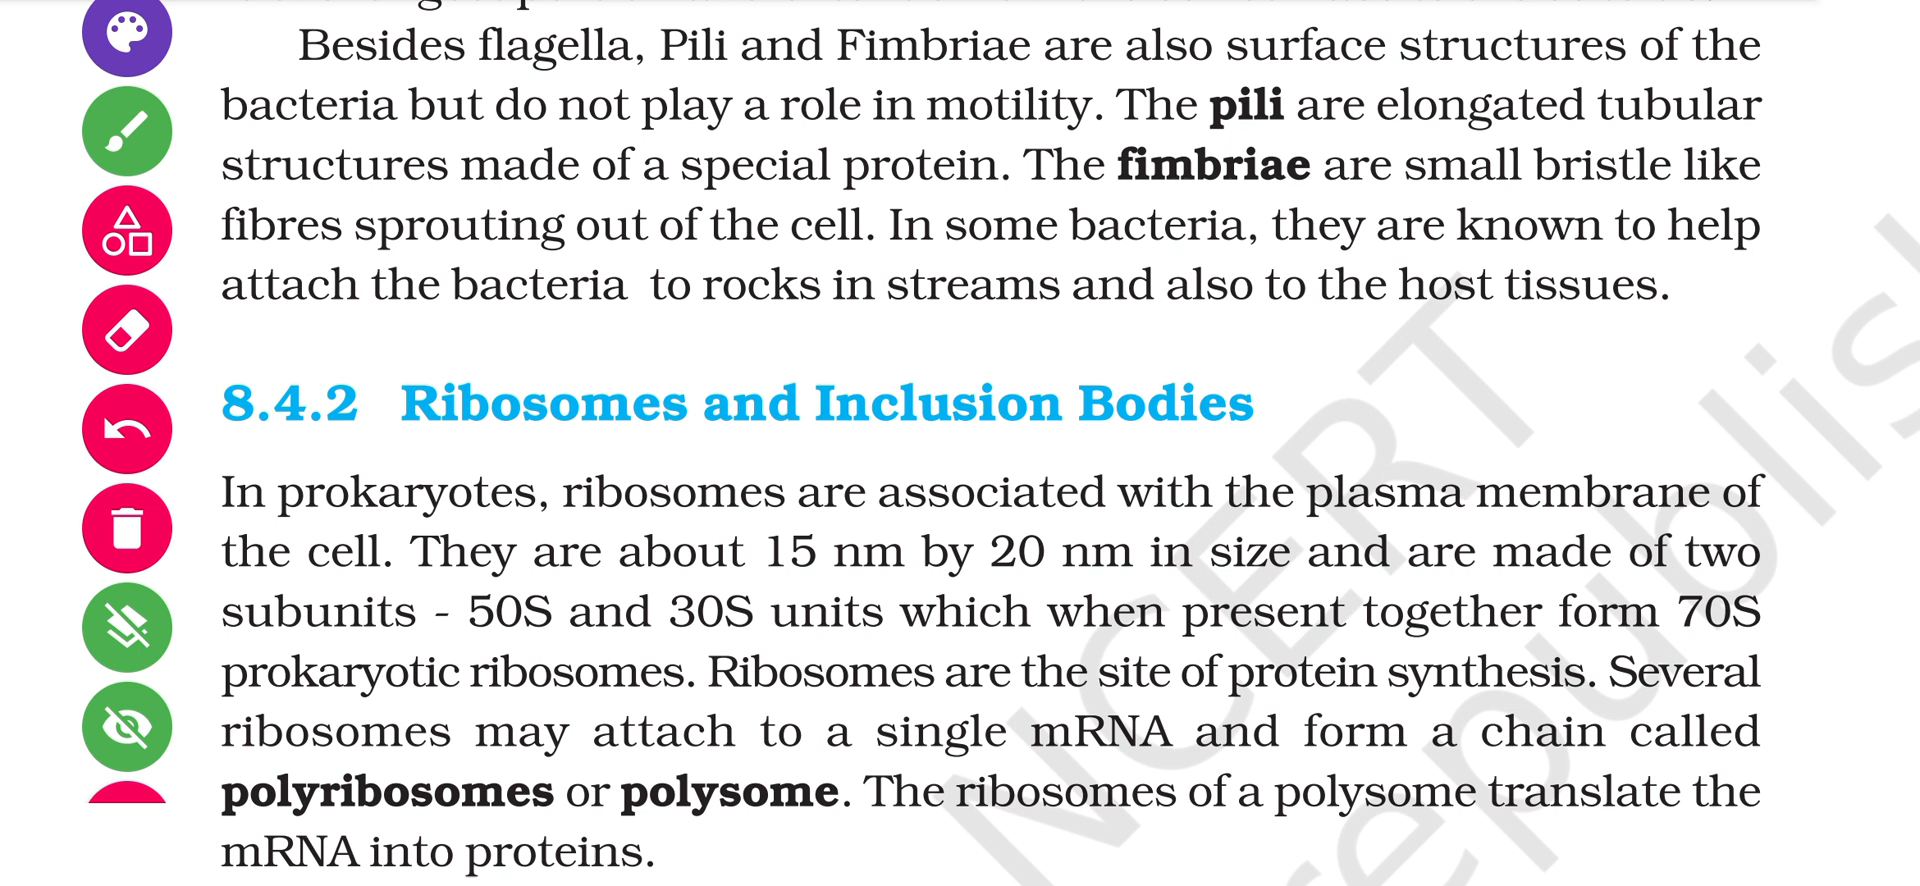 Besides flagella, Pili and Fimbriae are also surface structures of the
bacteria but do not play a role in motility. The pili are elongated tubular
structures made of a special protein. The fimbriae are small bristle like
fibres sprouting out of the cell. In some bacteria, they are known to help
attach the bacteria  to rocks in streams and also to the host tissues.
8.4.2 Ribosomes and Inclusion Bodies
In prokaryotes, ribosomes are associated with the plasma membrane of
the cell. They are about 15 nm by 20 nm in size and are made of two
subunits - 50S and 30S units which when present together form 70S
prokaryotic ribosomes. Ribosomes are the site of protein synthesis. Several
ribosomes may attach to a single mRNA and form a chain called
polyribosomes or polysome. The ribosomes of a polysome translate the
mRNA into proteins.
NCERT
republis